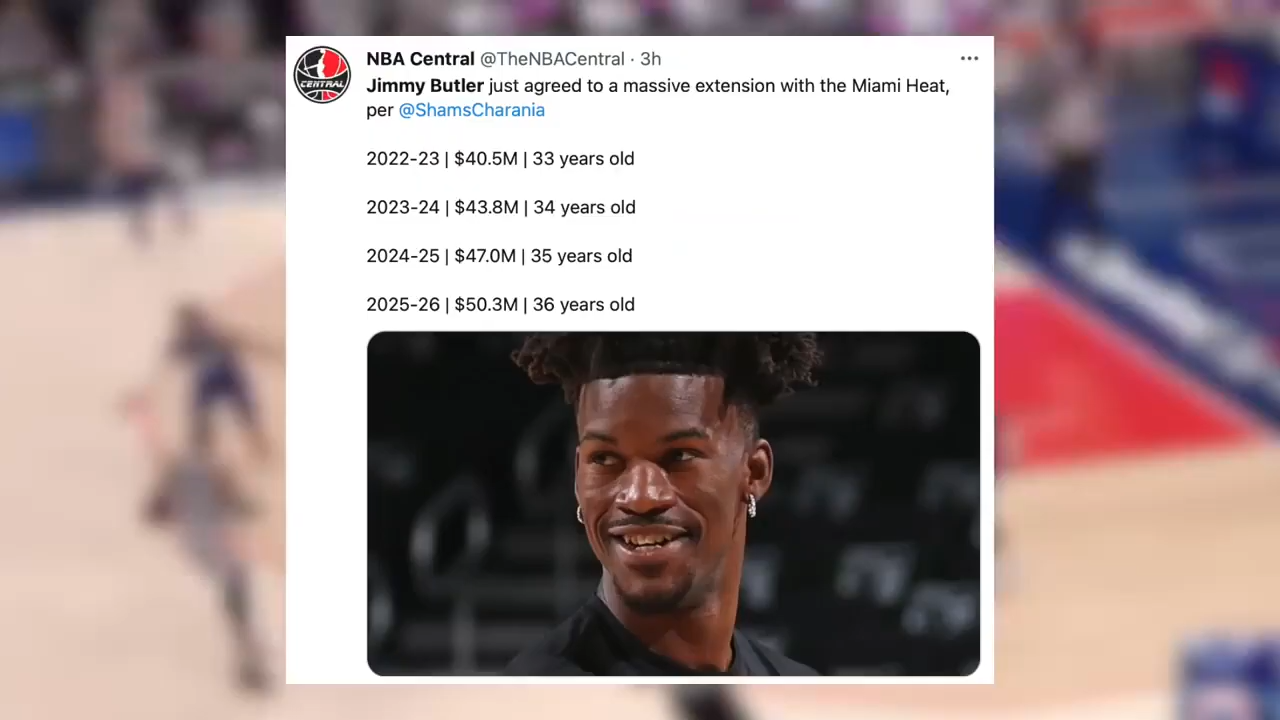 NBA Central @TheNBACentral · 3h
Jimmy Butler just agreed to a massive extension with the Miami Heat,
per @ShamsCharania
2022-23 | $40.5M | 33 years old
2023-24 | $43.8M | 34 years old
2024-25 | $47.0M | 35 years old
2025-26 | $50.3M | 36 years old
CENTRAL